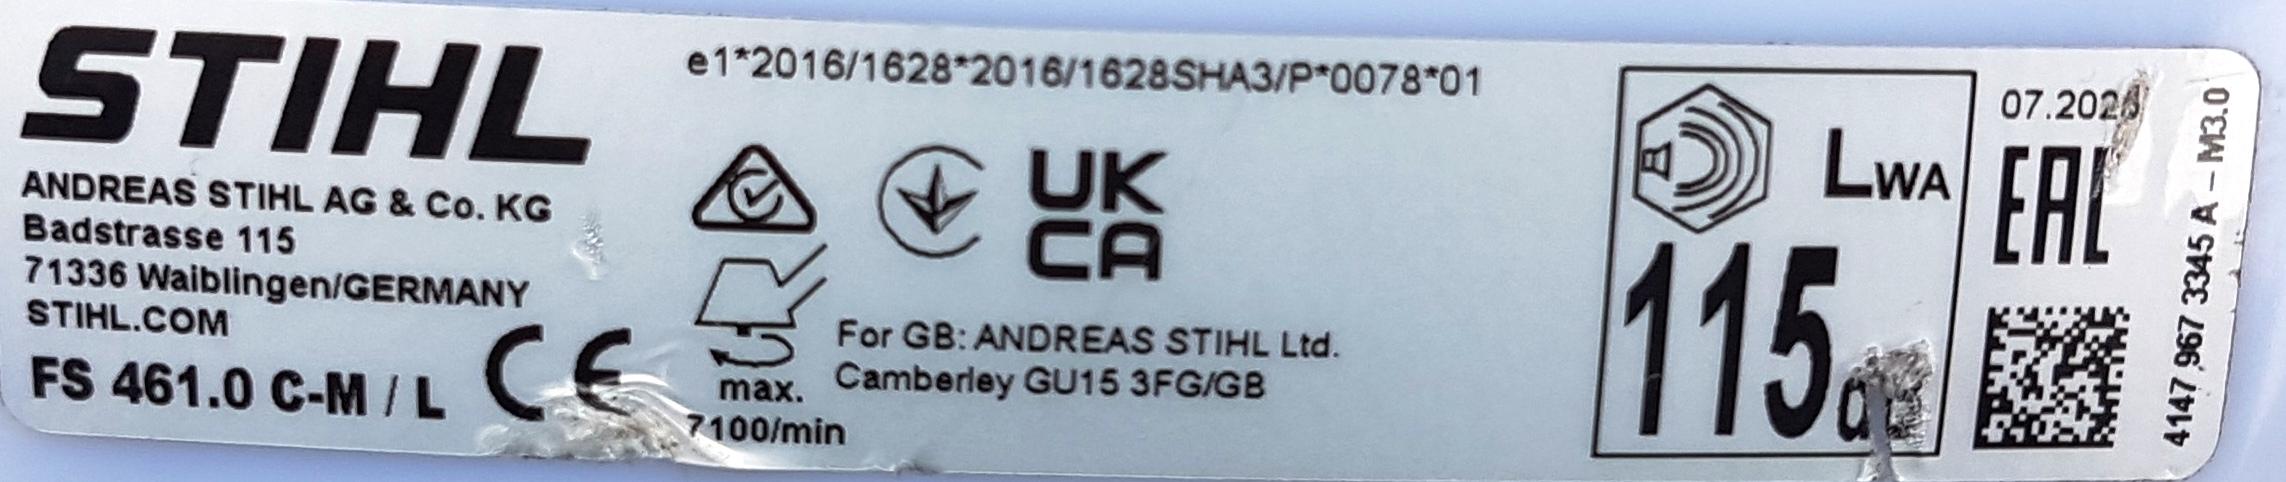 STIHL
ANDREAS STIHL AG & Co. KG
Badstrasse 115
71336 Waiblingen/GERMANY
STIHL.COM
FS 461.0 C-M / L
CE
e1*2016/1628*2016/1628SHA3/P*0078*01
UK
CA
max.
7100/min
For GB: ANDREAS STIHL Ltd.
Camberley GU15 3FG/GB
LWA
115
EAC
4147 967 3345 A - M3.0